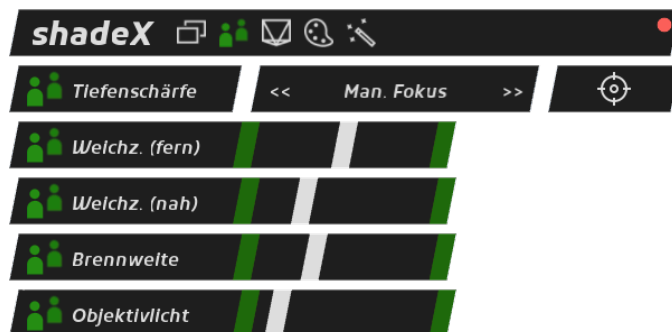 shadeX
Tiefenschärfe << Man. Fokus >>
Weichz. (fern)
Weichz. (nah)
Brennweite
Objektivlicht